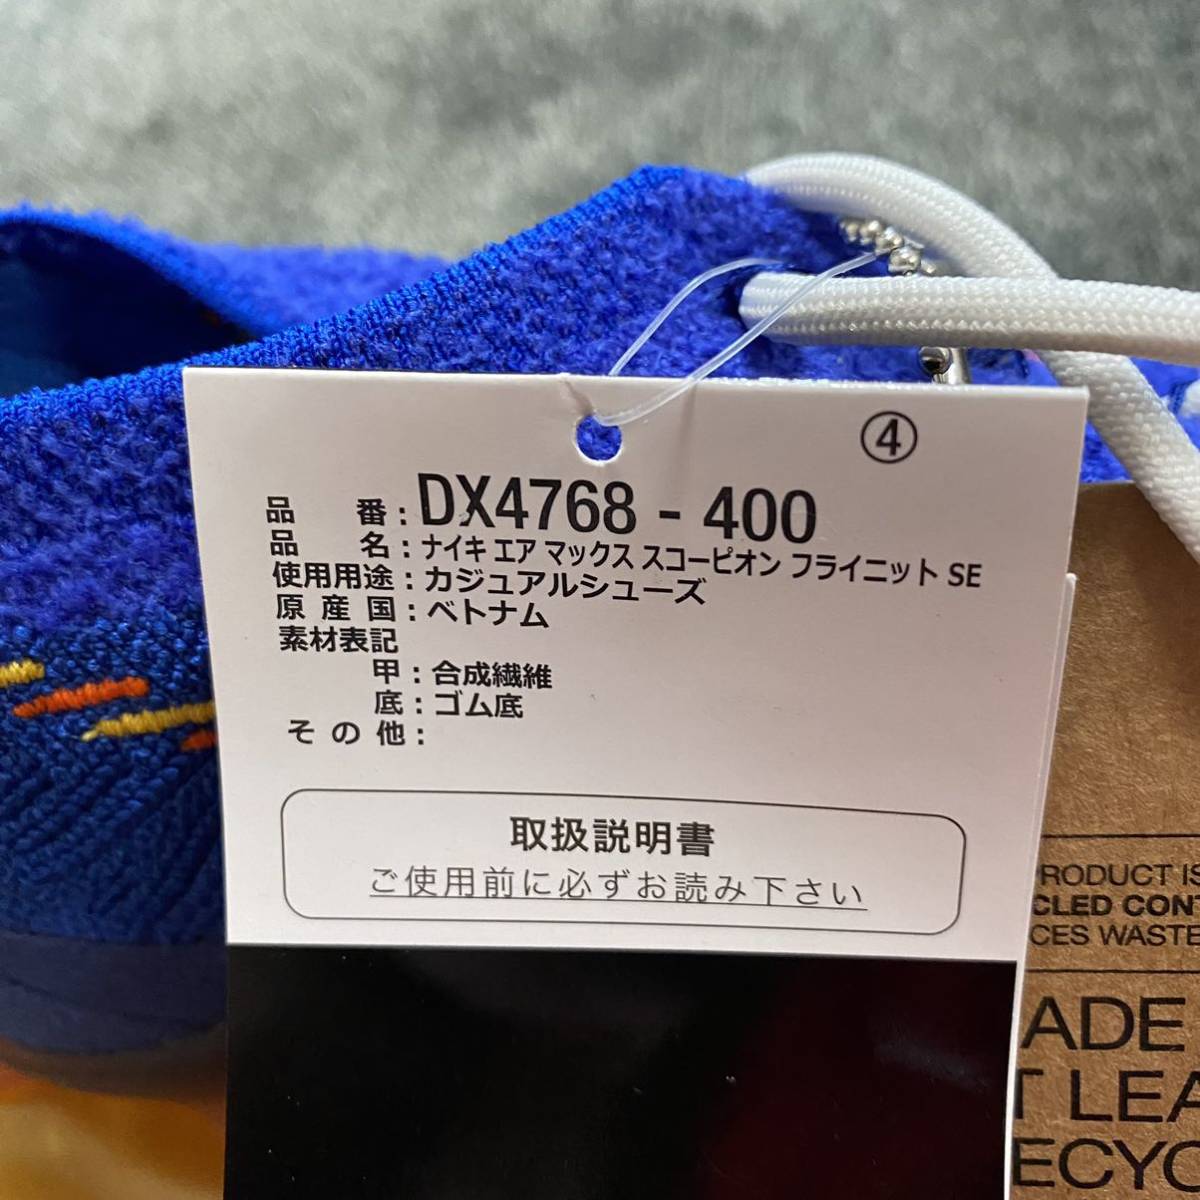 ④
品 番 : DX4768 - 400
品 名 : ナイキ エア マックス スコーピオン フライニット SE
使用用途 : カジュアルシューズ
原 産 国 : ベトナム
素材表記
甲 : 合成繊維
底 : ゴム底
そ の 他 :
取扱説明書
ご使用前に必ずお読み下さい
RODUCT IS
CLED CON
CES WASTE
ADE
T LEA
ECYC